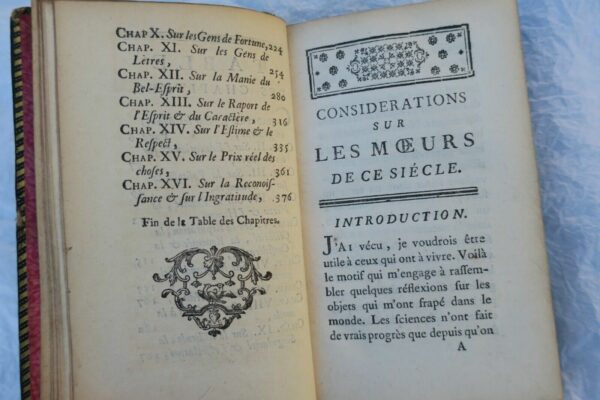 CHAP X. Sur les Gens de Fortune, 224
CHAP. XI. Sur les Gens de
Letres, 254
CHAP. XII. Sur la Manie du
Bel-Esprit, 280
CHAP. XIII. Sur le Raport de
l'Esprit & du Caractère, 316
CHAP. XIV. Sur l'Estime & le
Respect, 335
CHAP. XV. Sur le Prix réel des
choses, 361
CHAP. XVI. Sur la Reconois-
sance & sur l'Ingratitude, 376
Fin de la Table des Chapitres.
CONSIDERATIONS
SUR
LES MŒURS
DE CE SIÉCLE.
INTRODUCTION.
J'AI vécu, je voudrois être
utile à ceux qui ont à vivre. Voilà
le motif qui m'engage à rassem-
bler quelques réflexions sur les
objets qui m'ont frapé dans le
monde. Les sciences n'ont fait
de vrais progrès que depuis qu'on
A